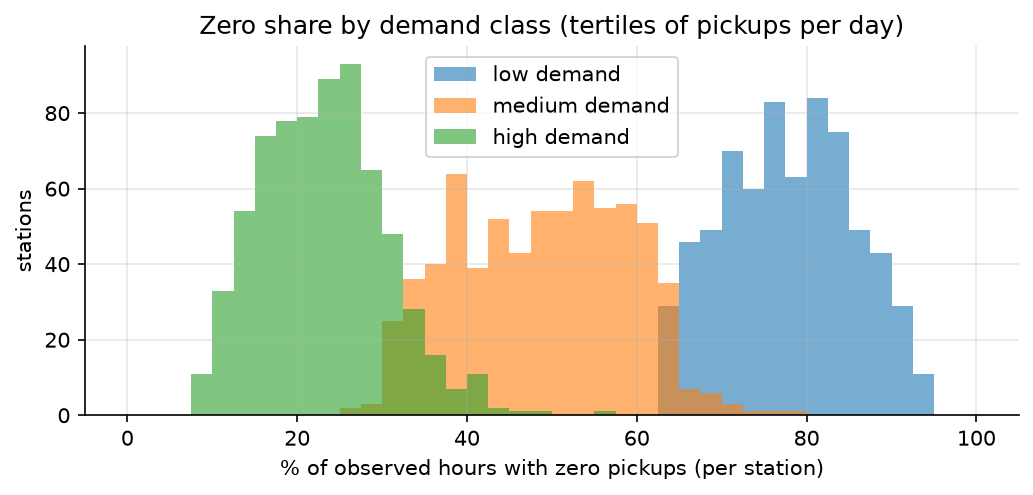 Zero share by demand class (tertiles of pickups per day)
low demand
medium demand
high demand
stations
80
60
40
20
0
0 20 40 60 80 100
% of observed hours with zero pickups (per station)